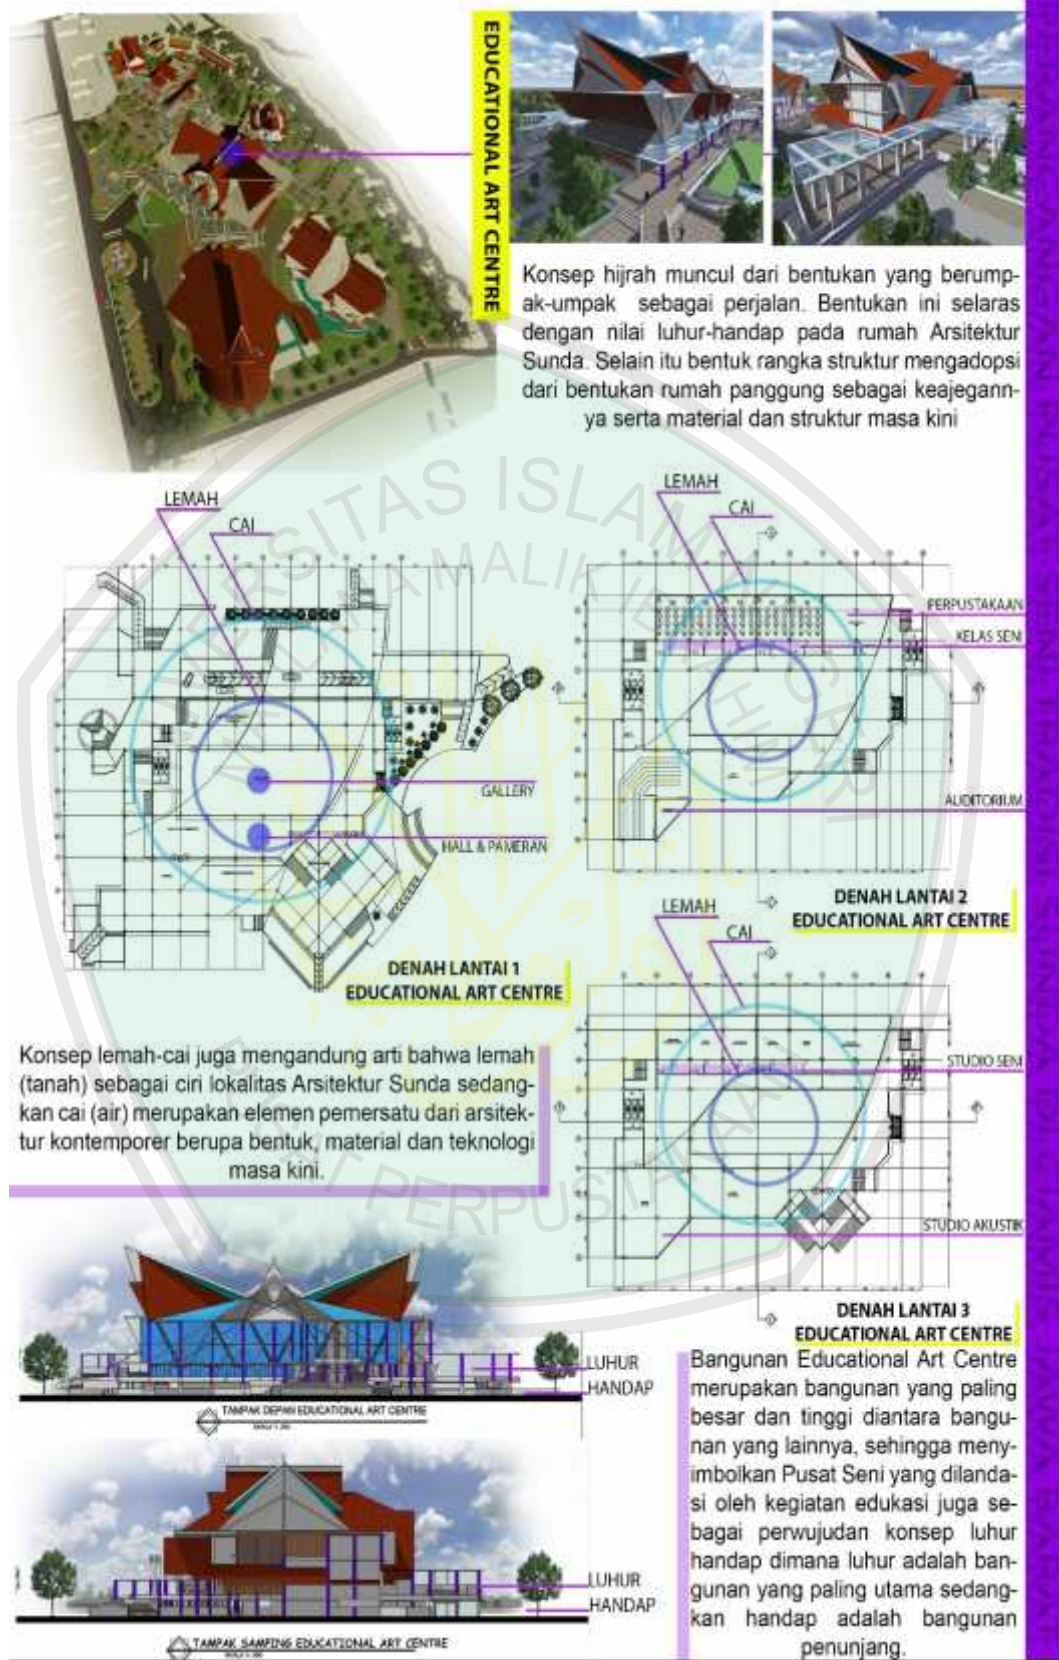 EDUCATIONAL ART CENTRE
Konsep hijrah muncul dari bentukan yang berump-
ak-umpak sebagai perjalan. Bentukan ini selaras
dengan nilai luhur-handap pada rumah Arsitektur
Sunda. Selain itu bentuk rangka struktur mengadopsi
dari bentukan rumah panggung sebagai keajegann-
ya serta material dan struktur masa kini
LEMAH
CAI
GALLERY
HALL & PAMERAN
DENAH LANTAI 1
EDUCATIONAL ART CENTRE
LEMAH
CAI
PERPUSTAKAAN
KELAS SENI
AUDITORIUM
DENAH LANTAI 2
EDUCATIONAL ART CENTRE
LEMAH
CAI
STUDIO SENI
STUDIO AKUSTIK
DENAH LANTAI 3
EDUCATIONAL ART CENTRE
Konsep lemah-cai juga mengandung arti bahwa lemah
(tanah) sebagai ciri lokalitas Arsitektur Sunda sedang-
kan cai (air) merupakan elemen pemersatu dari arsitek-
tur kontemporer berupa bentuk, material dan teknologi
masa kini.
LUHUR
HANDAP
TAMPAK DEPAN EDUCATIONAL ART CENTRE
LUHUR
HANDAP
TAMPAK SAMPING EDUCATIONAL ART CENTRE
Bangunan Educational Art Centre
merupakan bangunan yang paling
besar dan tinggi diantara bangu-
nan yang lainnya, sehingga meny-
imbolkan Pusat Seni yang dilanda-
si oleh kegiatan edukasi juga se-
bagai perwujudan konsep luhur
handap dimana luhur adalah ban-
gunan yang paling utama sedang-
kan handap adalah bangunan
penunjang.